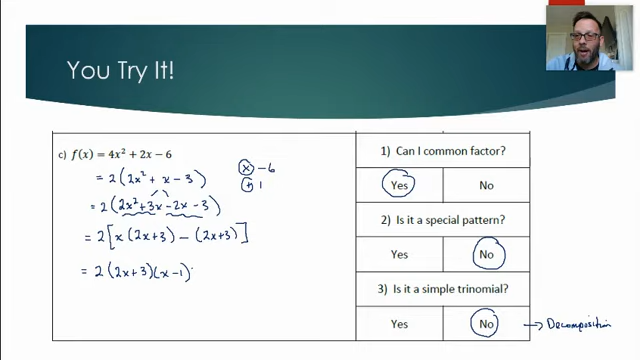 You Try It!
c) f(x) = 4x² + 2x − 6
= 2(2x² + x − 3)
= 2(2x² + 3x − 2x − 3)
= 2[x(2x+3) − (2x+3)]
= 2(2x+3)(x−1)
× −6
+ 1
1) Can I common factor?
Yes No
2) Is it a special pattern?
Yes No
3) Is it a simple trinomial?
Yes No → Decomposition